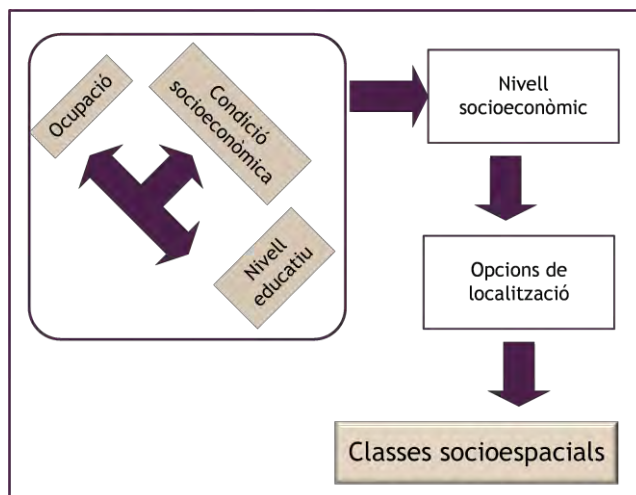 Ocupació
Condició
socioeconòmica
Nivell
educatiu
Nivell
socioeconòmic
Opcions de
localització
Classes socioespacials